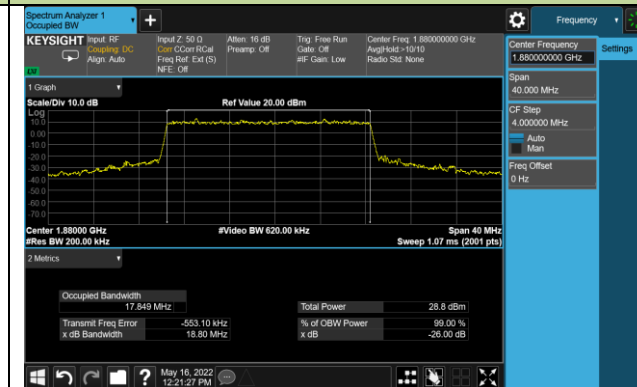 Spectrum Analyzer 1
Occupied BW
Frequency
KEYSIGHT
Input: RF
Coupling: DC
Align: Auto
Input Z: 50 Ω
Corr CCorr RCal
Freq Ref: Ext (S)
NFE: Off
Atten: 16 dB
Preamp: Off
Trig: Free Run
Gate: Off
#IF Gain: Low
Center Freq: 1.880000000 GHz
Avg|Hold:>10/10
Radio Std: None
LV
Center Frequency
1.880000000 GHz
Settings
Span
40.000 MHz
CF Step
4.000000 MHz
Auto
Man
Freq Offset
0 Hz
1 Graph
Scale/Div 10.0 dB
Ref Value 20.00 dBm
Log
10.0
0.00
-10.0
-20.0
-30.0
-40.0
-50.0
-60.0
-70.0
Center 1.88000 GHz
#Video BW 620.00 kHz
Span 40 MHz
#Res BW 200.00 kHz
Sweep 1.07 ms (2001 pts)
2 Metrics
Occupied Bandwidth
17.849 MHz
Total Power
28.8 dBm
Transmit Freq Error
-553.10 kHz
% of OBW Power
99.00 %
x dB Bandwidth
18.80 MHz
x dB
-26.00 dB
?
May 16, 2022
12:21:27 PM